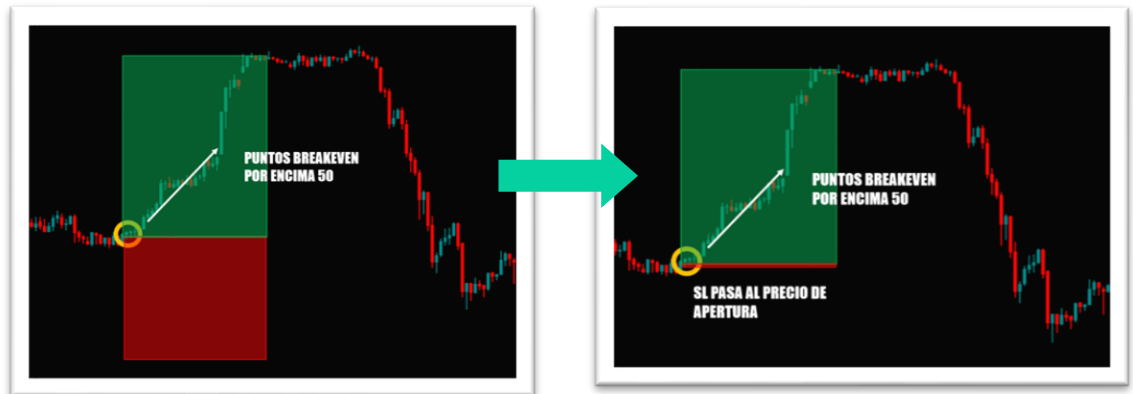 PUNTOS BREAKEVEN
POR ENCIMA 50
PUNTOS BREAKEVEN
POR ENCIMA 50
SL PASA AL PRECIO DE
APERTURA